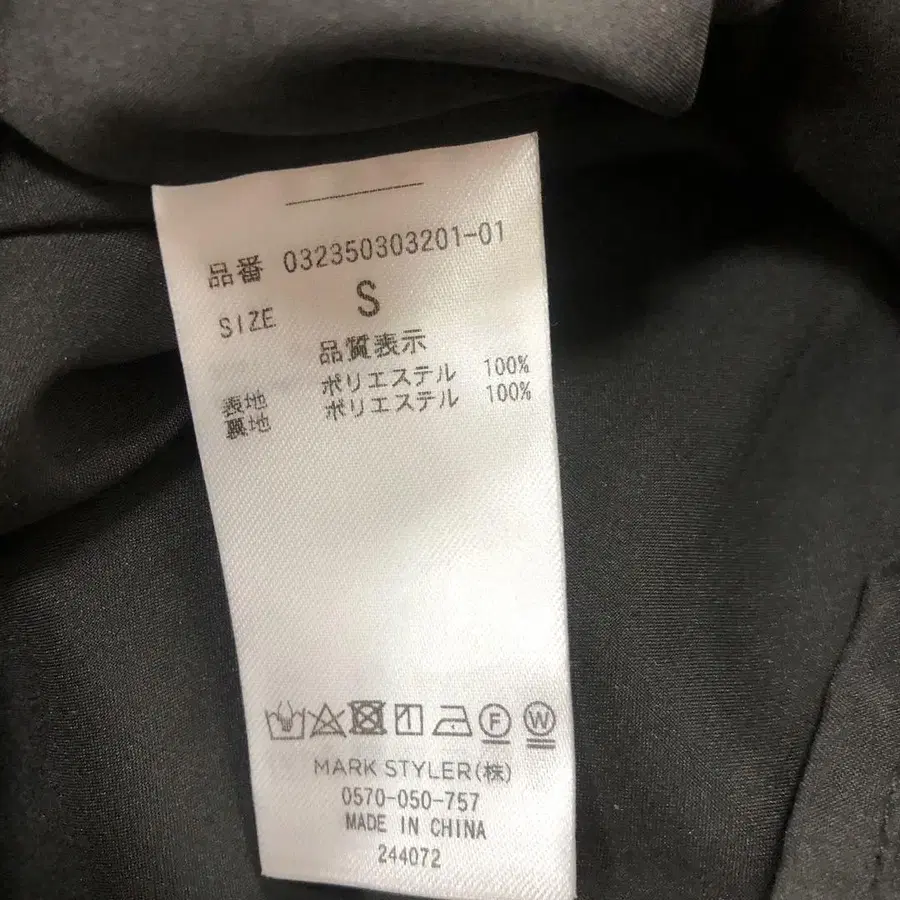 品番 032350303201-01
SIZE S
品質表示
表地 ポリエステル 100%
裏地 ポリエステル 100%
F W
MARK STYLER(株)
0570-050-757
MADE IN CHINA
244072